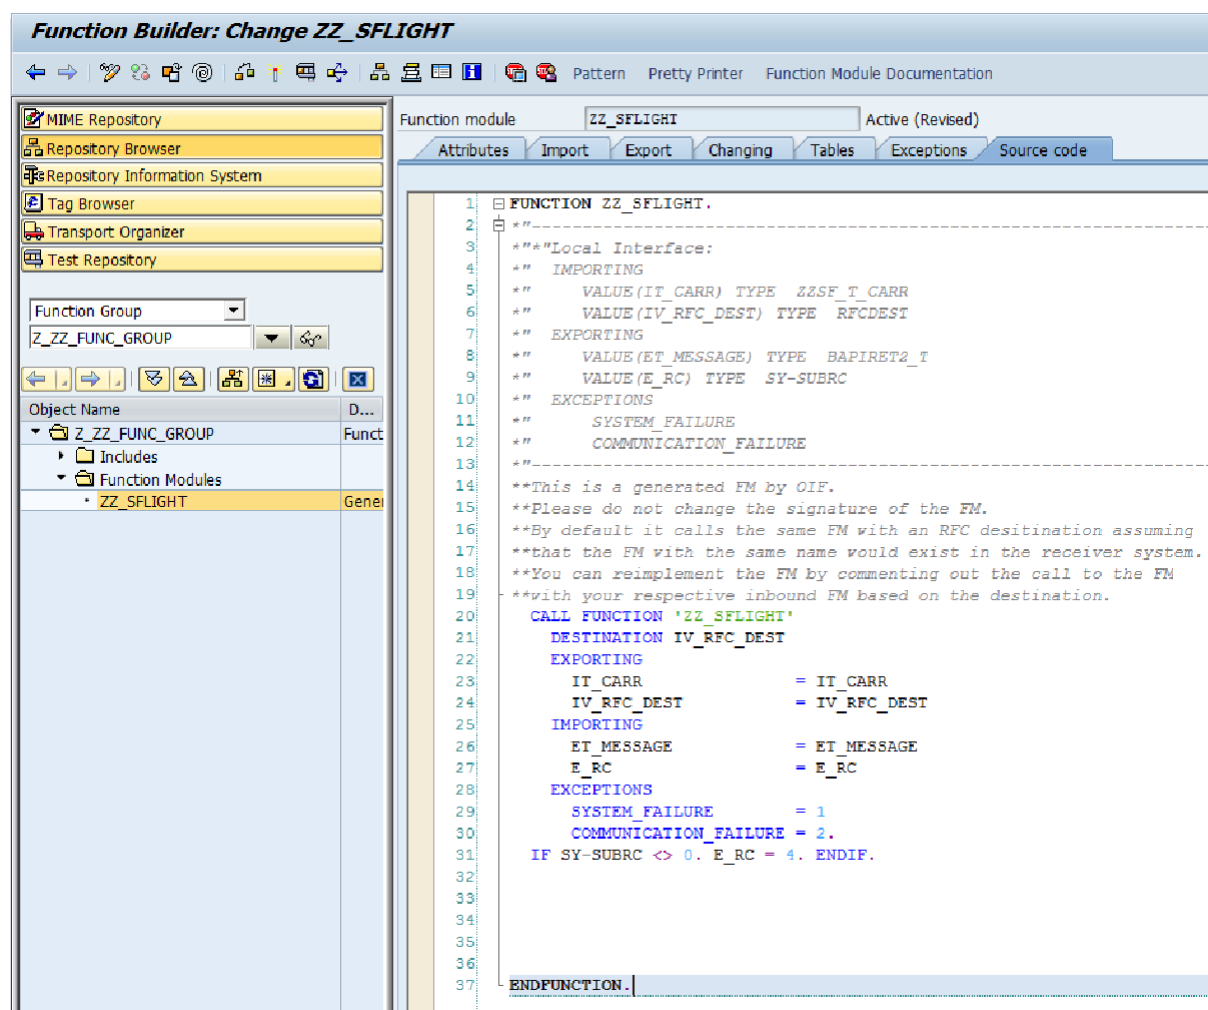 Function Builder: Change ZZ_SFLIGHT
Pattern Pretty Printer Function Module Documentation
MIME Repository
Repository Browser
Repository Information System
Tag Browser
Transport Organizer
Test Repository
Function Group
Z_ZZ_FUNC_GROUP
Object Name D...
Z_ZZ_FUNC_GROUP Funct
Includes
Function Modules
ZZ_SFLIGHT Gener
Function module ZZ_SFLIGHT Active (Revised)
Attributes Import Export Changing Tables Exceptions Source code
1 FUNCTION ZZ_SFLIGHT.
2 *"----------------------------------------------------------------------
3 *"*"Local Interface:
4 *"  IMPORTING
5 *"     VALUE(IT_CARR) TYPE  ZZSF_T_CARR
6 *"     VALUE(IV_RFC_DEST) TYPE  RFCDEST
7 *"  EXPORTING
8 *"     VALUE(ET_MESSAGE) TYPE  BAPIRET2_T
9 *"     VALUE(E_RC) TYPE  SY-SUBRC
10 *"  EXCEPTIONS
11 *"      SYSTEM_FAILURE
12 *"      COMMUNICATION_FAILURE
13 *"----------------------------------------------------------------------
14 **This is a generated FM by OIF.
15 **Please do not change the signature of the FM.
16 **By default it calls the same FM with an RFC desitination assuming
17 **that the FM with the same name would exist in the receiver system.
18 **You can reimplement the FM by commenting out the call to the FM
19 **with your respective inbound FM based on the destination.
20 CALL FUNCTION 'ZZ_SFLIGHT'
21 DESTINATION IV_RFC_DEST
22 EXPORTING
23 IT_CARR = IT_CARR
24 IV_RFC_DEST = IV_RFC_DEST
25 IMPORTING
26 ET_MESSAGE = ET_MESSAGE
27 E_RC = E_RC
28 EXCEPTIONS
29 SYSTEM_FAILURE = 1
30 COMMUNICATION_FAILURE = 2.
31 IF SY-SUBRC <> 0. E_RC = 4. ENDIF.
32
33
34
35
36
37 ENDFUNCTION.